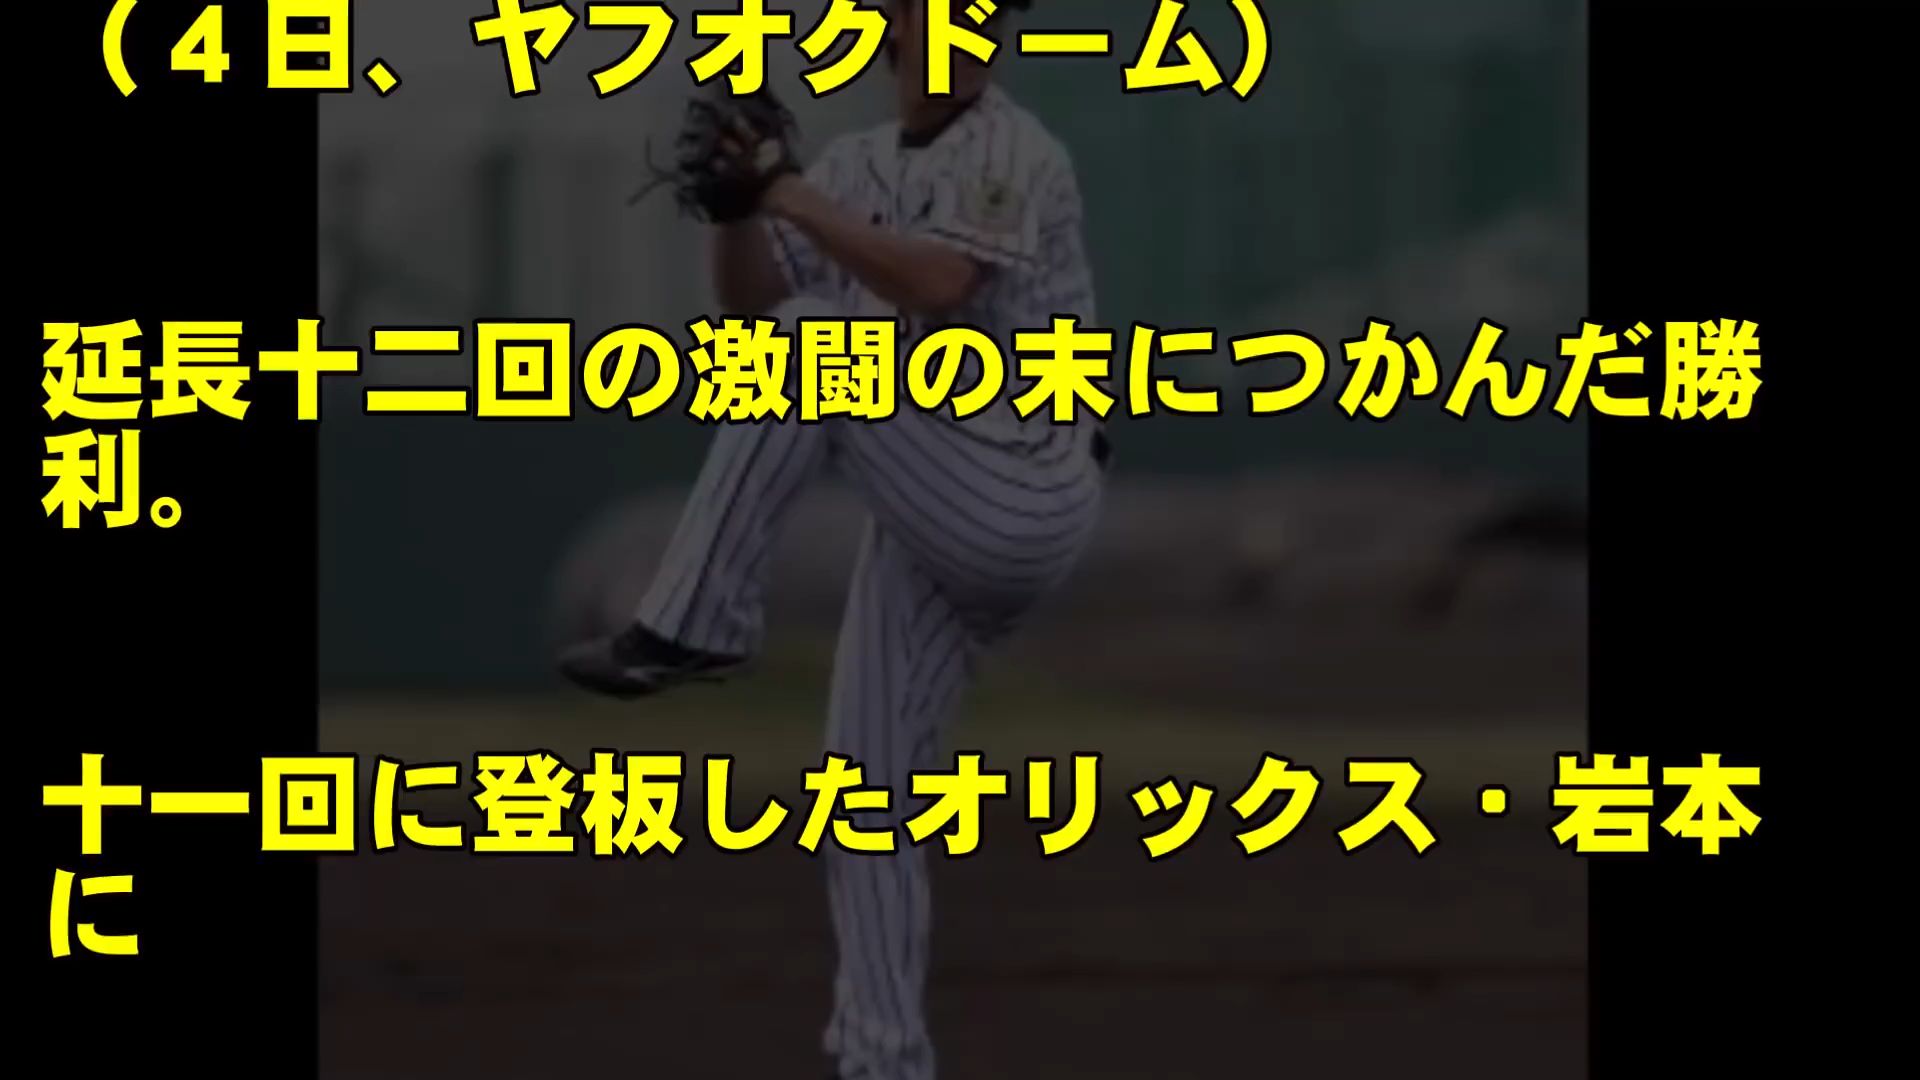 （４日、ヤフオクドーム）
延長十二回の激闘の末につかんだ勝
利。
十一回に登板したオリックス・岩本
に